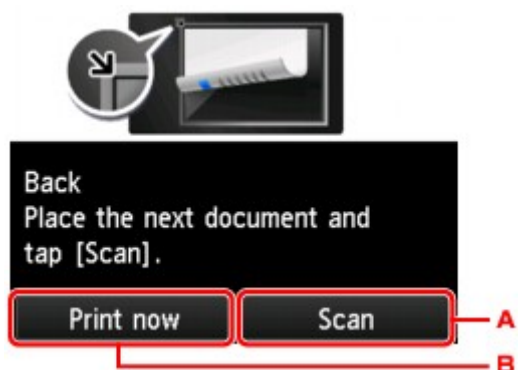 Back
Place the next document and
tap [Scan].
Print now
Scan
A
B